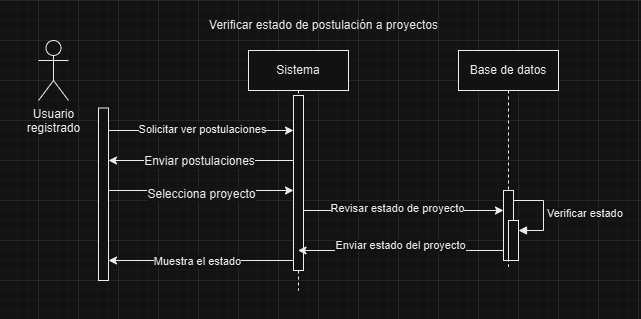 Verificar estado de postulación a proyectos
Sistema
Base de datos
Usuario
registrado
Solicitar ver postulaciones
Enviar postulaciones
Selecciona proyecto
Revisar estado de proyecto
Verificar estado
Enviar estado del proyecto
Muestra el estado